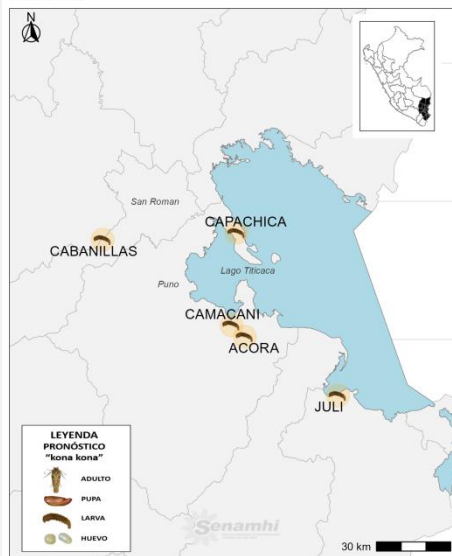 N
San Roman
CAPACHICA
CABANILLAS
Lago Titicaca
Puno
CAMACANI
ACORA
JULI
LEYENDA
PRONÓSTICO
"kona kona"
ADULTO
PUPA
LARVA
HUEVO
Senamhi
30 km